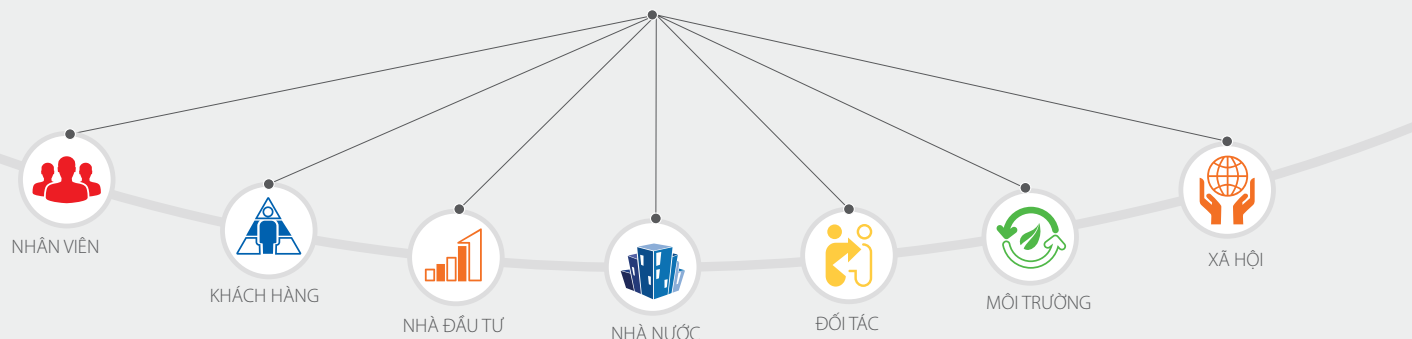 NHÂN VIÊN
KHÁCH HÀNG
NHÀ ĐẦU TƯ
NHÀ NƯỚC
ĐỐI TÁC
MÔI TRƯỜNG
XÃ HỘI